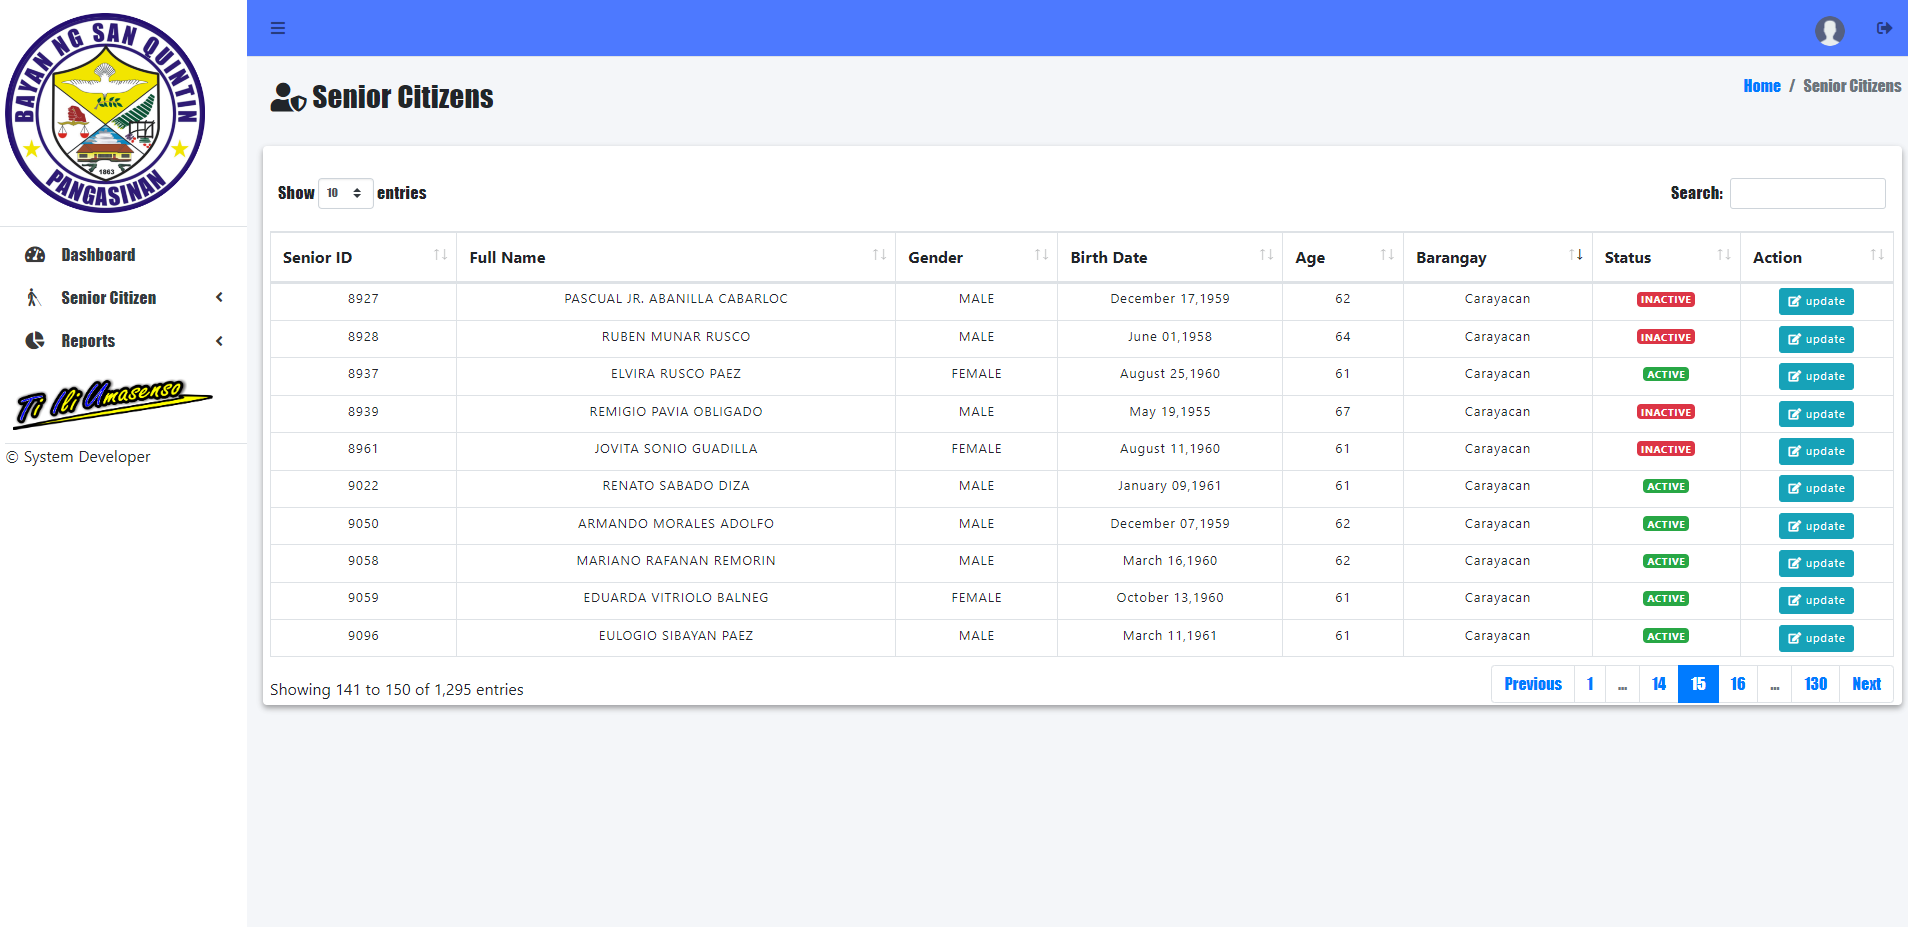 BAYAN NG SAN QUINTIN
1863
PANGASINAN
Dashboard
Senior Citizen
Reports
Ti Ili Umasenso
© System Developer
Senior Citizens
Home / Senior Citizens
Show 10 entries
Search:
Senior ID Full Name Gender Birth Date Age Barangay Status Action
8927 PASCUAL JR. ABANILLA CABARLOC MALE December 17,1959 62 Carayacan INACTIVE update
8928 RUBEN MUNAR RUSCO MALE June 01,1958 64 Carayacan INACTIVE update
8937 ELVIRA RUSCO PAEZ FEMALE August 25,1960 61 Carayacan ACTIVE update
8939 REMIGIO PAVIA OBLIGADO MALE May 19,1955 67 Carayacan INACTIVE update
8961 JOVITA SONIO GUADILLA FEMALE August 11,1960 61 Carayacan INACTIVE update
9022 RENATO SABADO DIZA MALE January 09,1961 61 Carayacan ACTIVE update
9050 ARMANDO MORALES ADOLFO MALE December 07,1959 62 Carayacan ACTIVE update
9058 MARIANO RAFANAN REMORIN MALE March 16,1960 62 Carayacan ACTIVE update
9059 EDUARDA VITRIOLO BALNEG FEMALE October 13,1960 61 Carayacan ACTIVE update
9096 EULOGIO SIBAYAN PAEZ MALE March 11,1961 61 Carayacan ACTIVE update
Showing 141 to 150 of 1,295 entries
Previous 1 ... 14 15 16 ... 130 Next